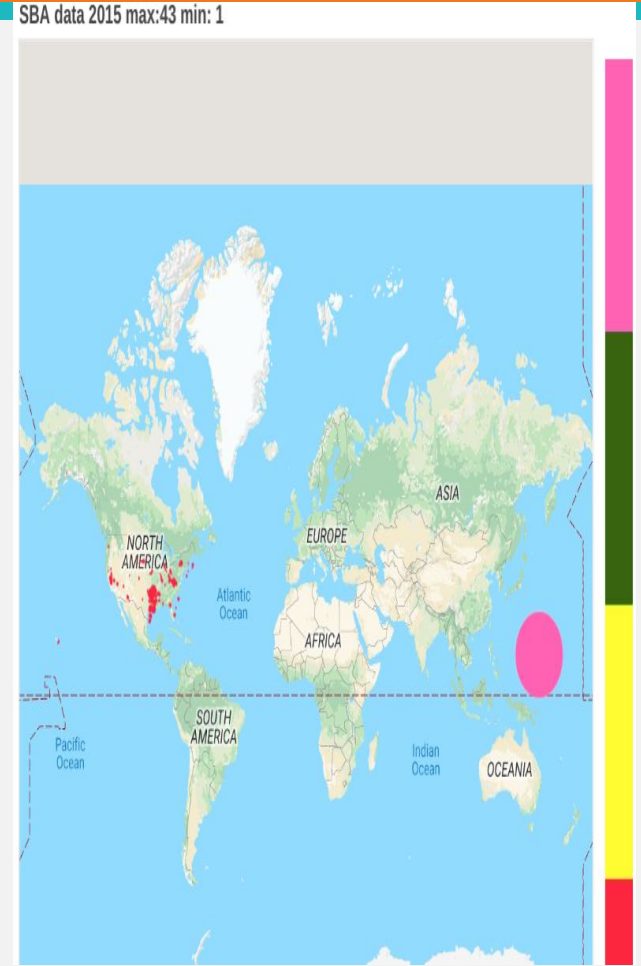 SBA data 2015 max:43 min: 1
ASIA
NORTH
AMERICA
EUROPE
Atlantic
Ocean
AFRICA
SOUTH
AMERICA
Pacific
Ocean
Indian
Ocean
OCEANIA